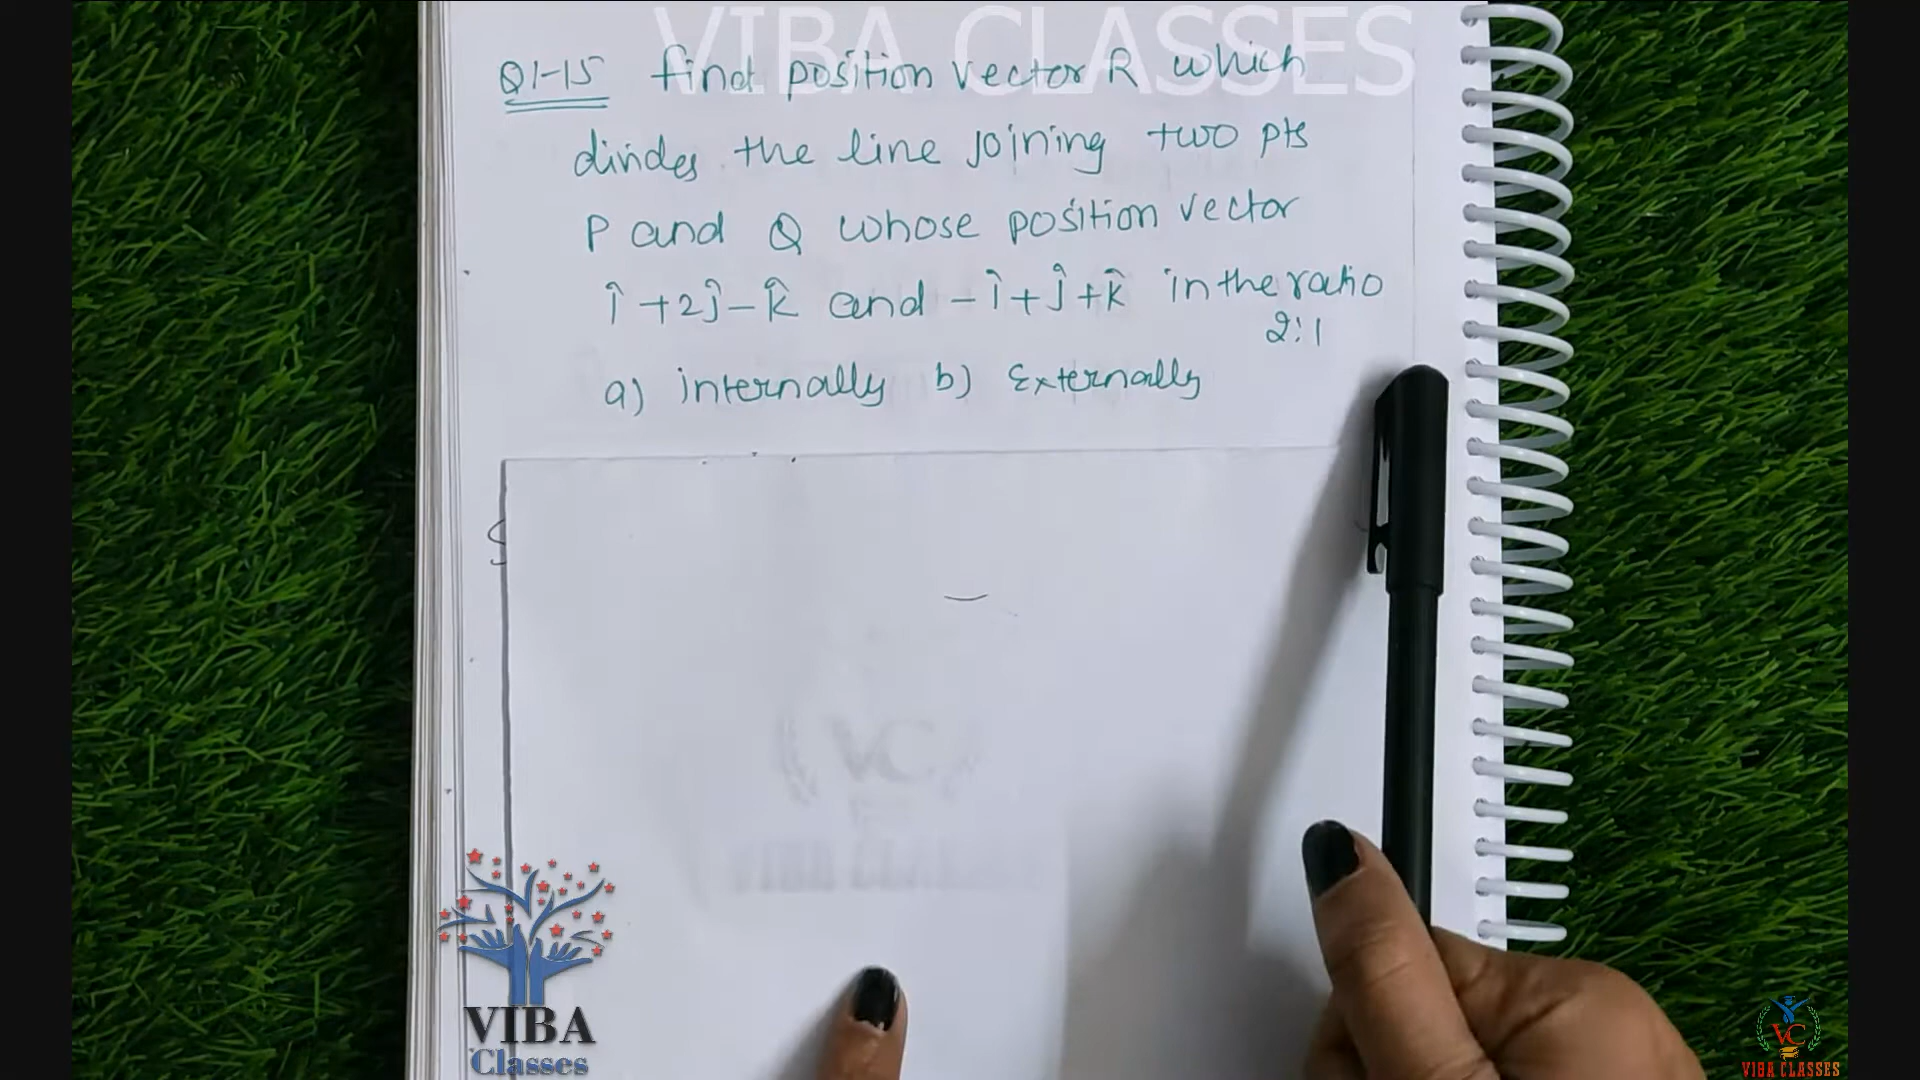 VIBA CLASSES
Q1-15 find position vector R which
divides the line joining two pts
P and Q whose position vector
î + 2ĵ - k̂ and - î + ĵ + k̂ in the ratio
2:1
a) internally b) Externally
VC
VIBA
Classes
VC
VIBA CLASSES